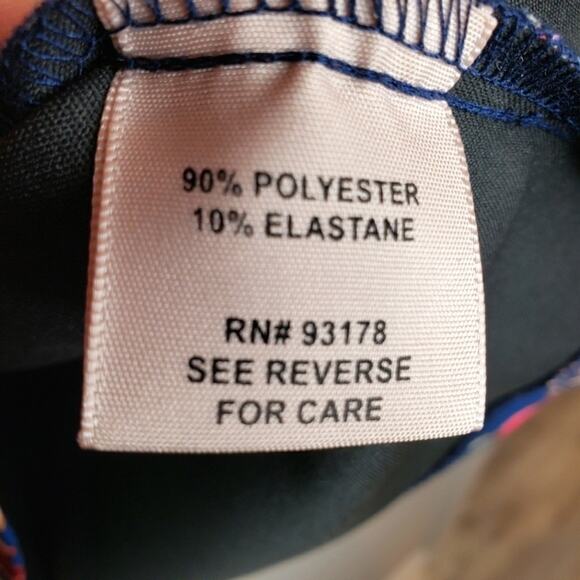 90% POLYESTER
10% ELASTANE
RN# 93178
SEE REVERSE
FOR CARE